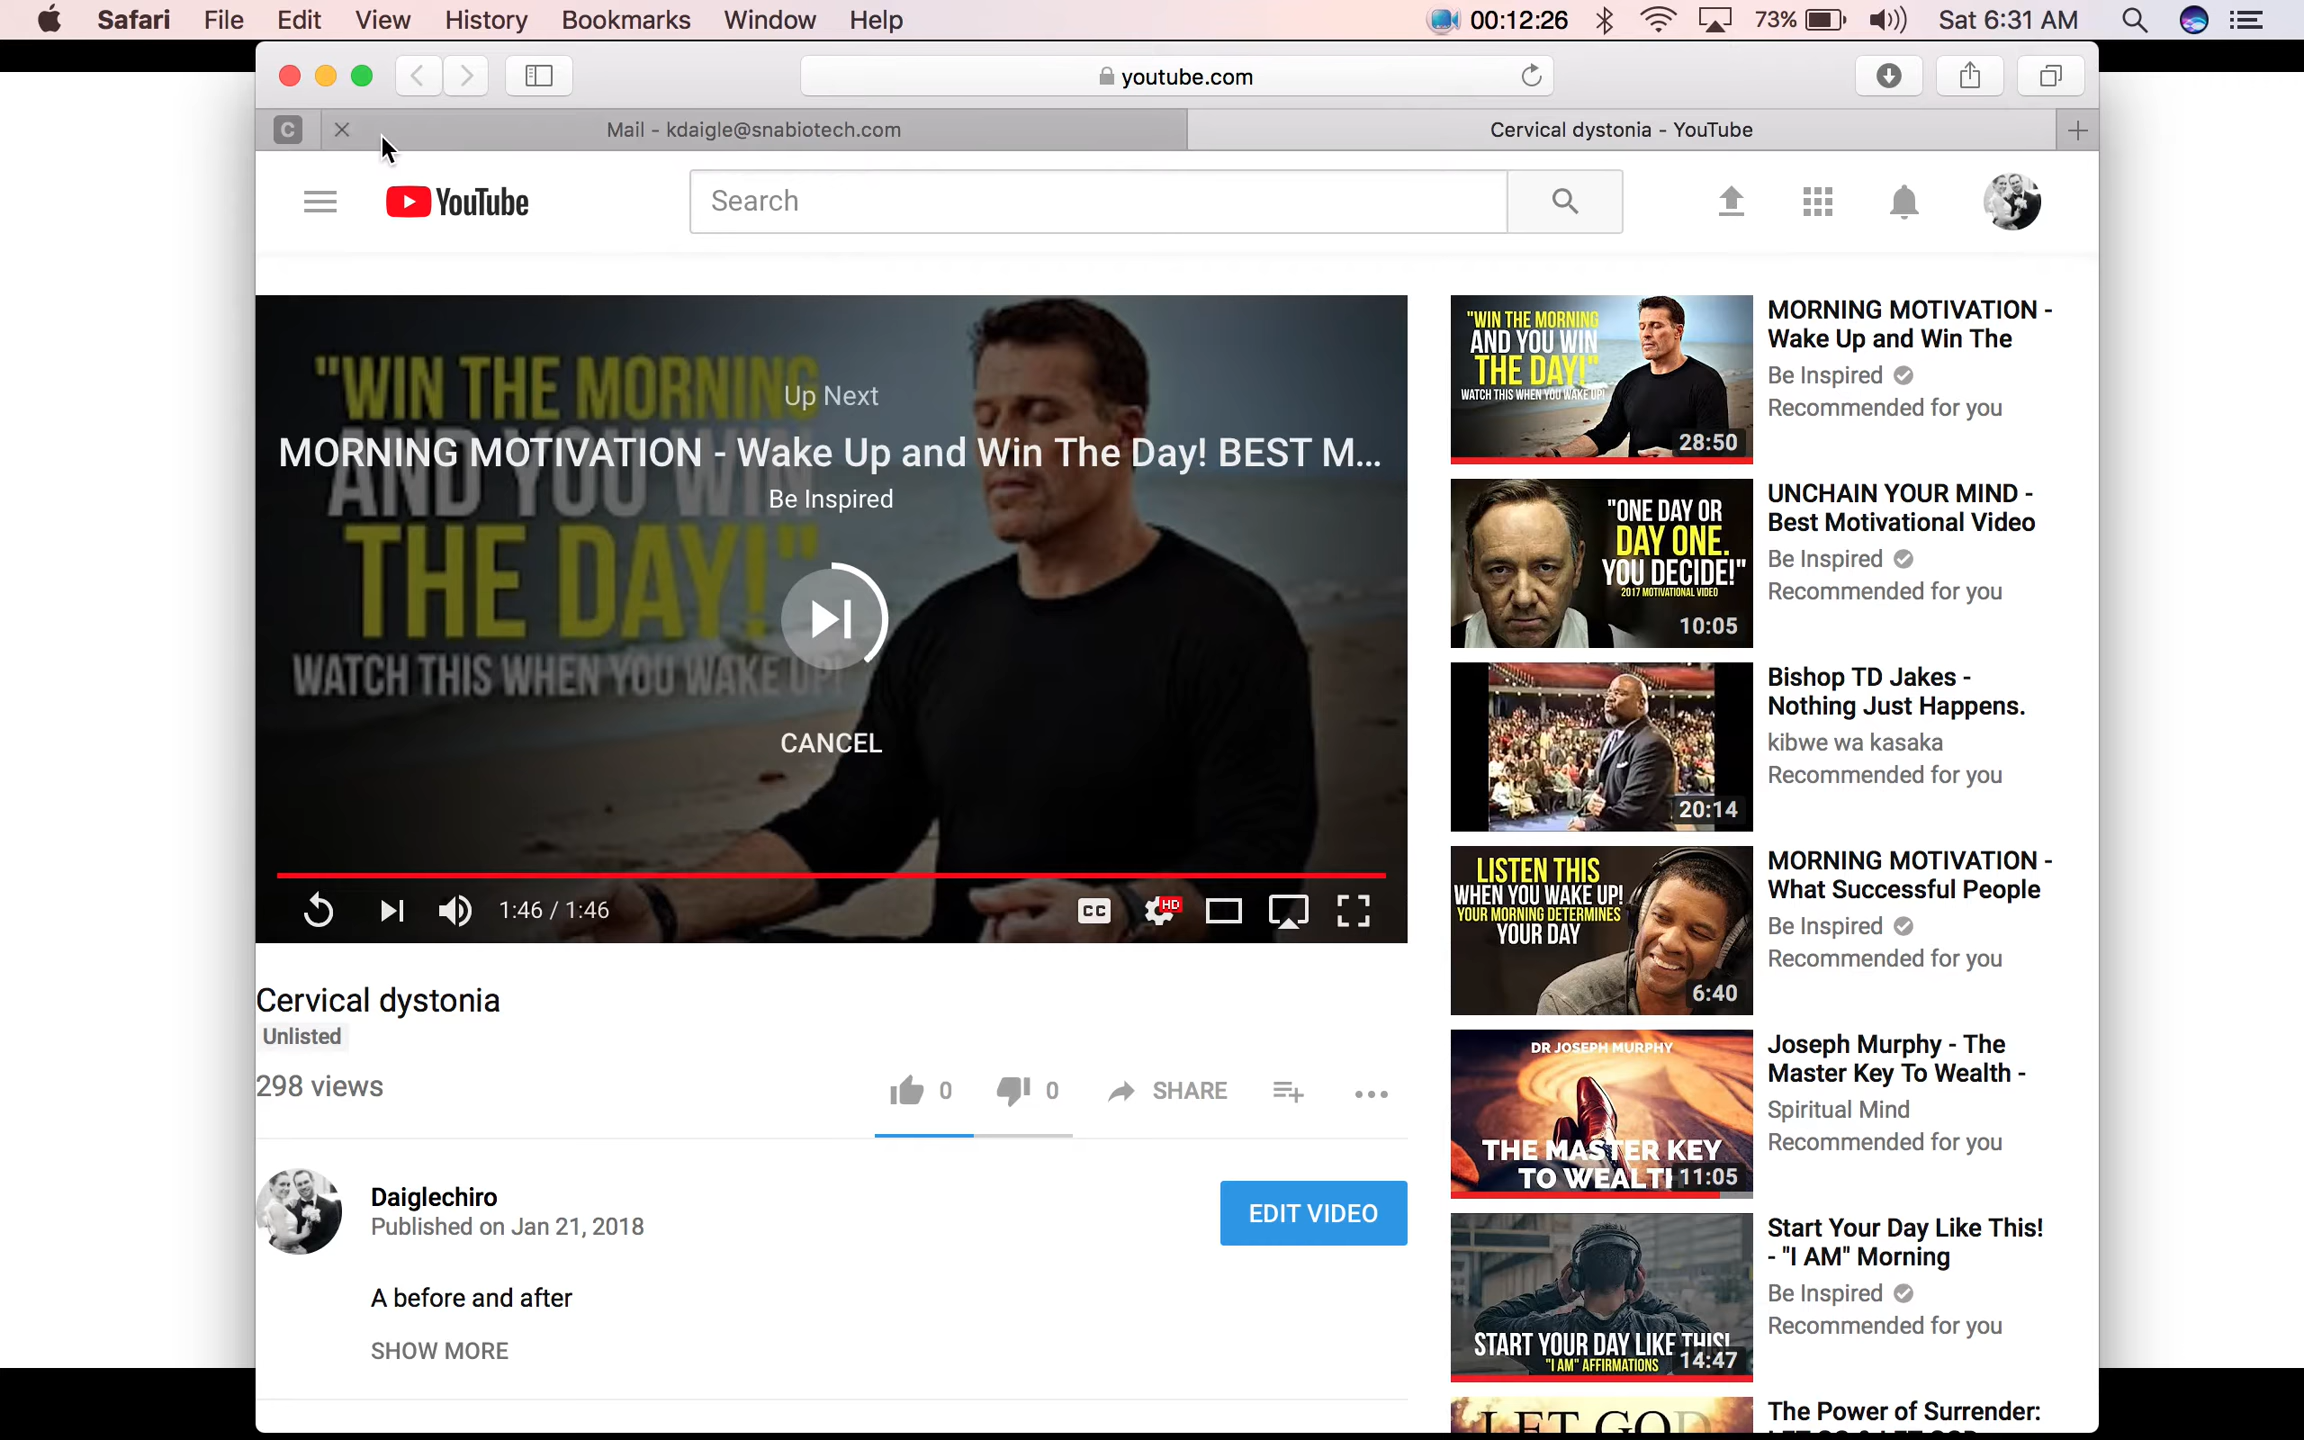 Safari File Edit View History Bookmarks Window Help 00:12:26 73% Sat 6:31 AM
youtube.com
C Mail - kdaigle@snabiotech.com Cervical dystonia - YouTube
YouTube Search
"WIN THE MORNING
AND YOU WIN
THE DAY!"
WATCH THIS WHEN YOU WAKE UP!
Up Next
MORNING MOTIVATION - Wake Up and Win The Day! BEST M...
Be Inspired
CANCEL
1:46 / 1:46
CC HD
Cervical dystonia
Unlisted
298 views
0 0 SHARE
Daiglechiro
Published on Jan 21, 2018
EDIT VIDEO
A before and after
SHOW MORE
"WIN THE MORNING
AND YOU WIN
THE DAY!"
WATCH THIS WHEN YOU WAKE UP!
28:50
MORNING MOTIVATION -
Wake Up and Win The
Be Inspired
Recommended for you
"ONE DAY OR
DAY ONE.
YOU DECIDE!"
2017 MOTIVATIONAL VIDEO
10:05
UNCHAIN YOUR MIND -
Best Motivational Video
Be Inspired
Recommended for you
20:14
Bishop TD Jakes -
Nothing Just Happens.
kibwe wa kasaka
Recommended for you
LISTEN THIS
WHEN YOU WAKE UP!
YOUR MORNING DETERMINES
YOUR DAY
6:40
MORNING MOTIVATION -
What Successful People
Be Inspired
Recommended for you
DR JOSEPH MURPHY
THE MASTER KEY
TO WEALTH
11:05
Joseph Murphy - The
Master Key To Wealth -
Spiritual Mind
Recommended for you
START YOUR DAY LIKE THIS!
"I AM" AFFIRMATIONS
14:47
Start Your Day Like This!
- "I AM" Morning
Be Inspired
Recommended for you
LET GOD
The Power of Surrender: